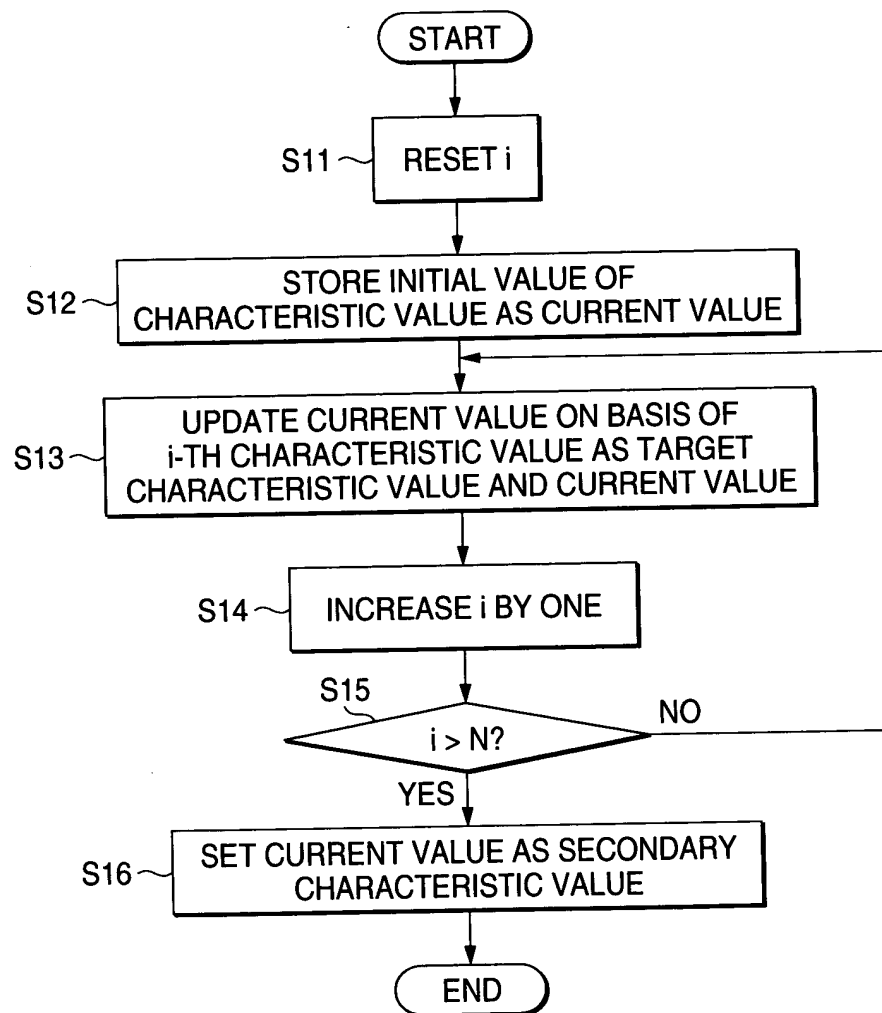 START
S11
RESET i
S12
STORE INITIAL VALUE OF
CHARACTERISTIC VALUE AS CURRENT VALUE
S13
UPDATE CURRENT VALUE ON BASIS OF
i-TH CHARACTERISTIC VALUE AS TARGET
CHARACTERISTIC VALUE AND CURRENT VALUE
S14
INCREASE i BY ONE
S15
i > N?
NO
YES
S16
SET CURRENT VALUE AS SECONDARY
CHARACTERISTIC VALUE
END